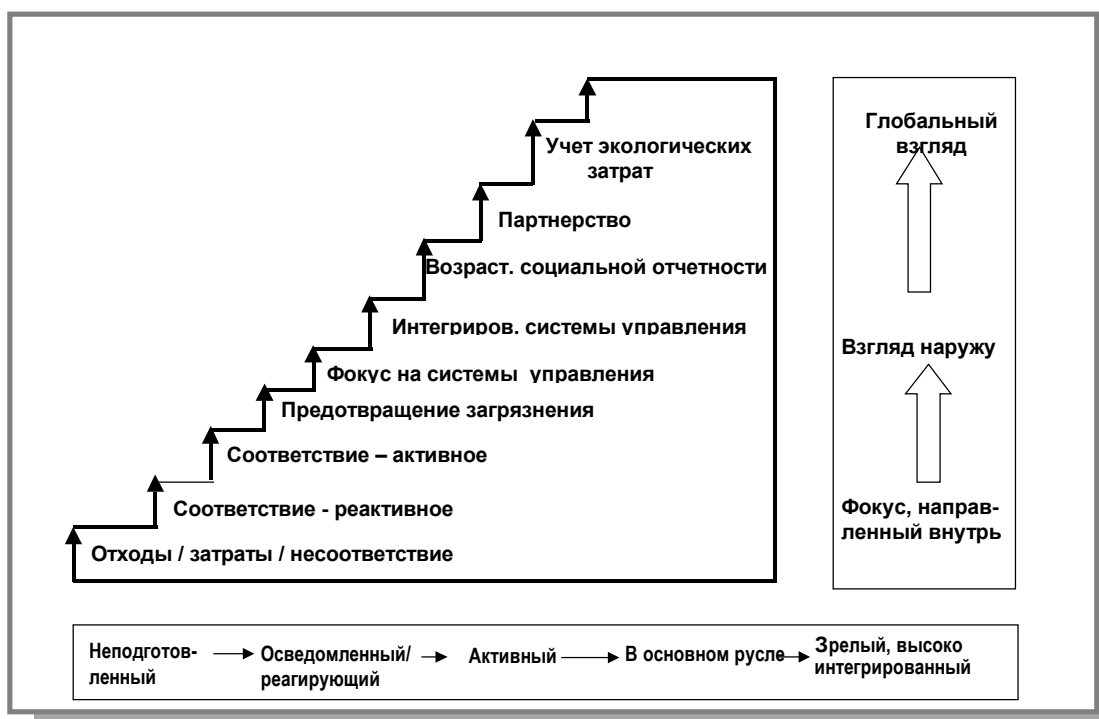 Учет экологических
затрат
Партнерство
Возраст. социальной отчетности
Интегриров. системы управления
Фокус на системы управления
Предотвращение загрязнения
Соответствие – активное
Соответствие - реактивное
Отходы / затраты / несоответствие
Глобальный
взгляд
Взгляд наружу
Фокус, направ-
ленный внутрь
Неподготов-
ленный
Осведомленный/
реагирующий
Активный
В основном русле
Зрелый, высоко
интегрированный